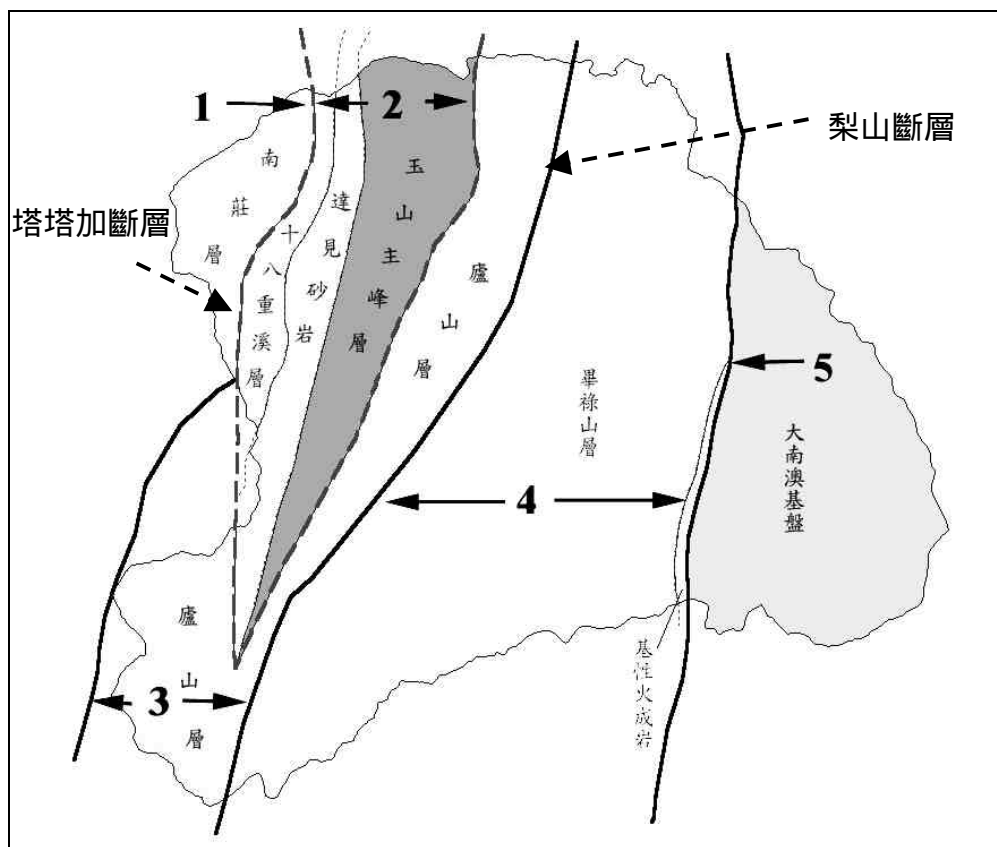 1
2
梨山斷層
南莊層
塔塔加斷層
十八重溪層
達見砂岩
玉山主峰層
廬山層
畢祿山層
5
大南澳基盤
4
廬山層
3
基性火成岩